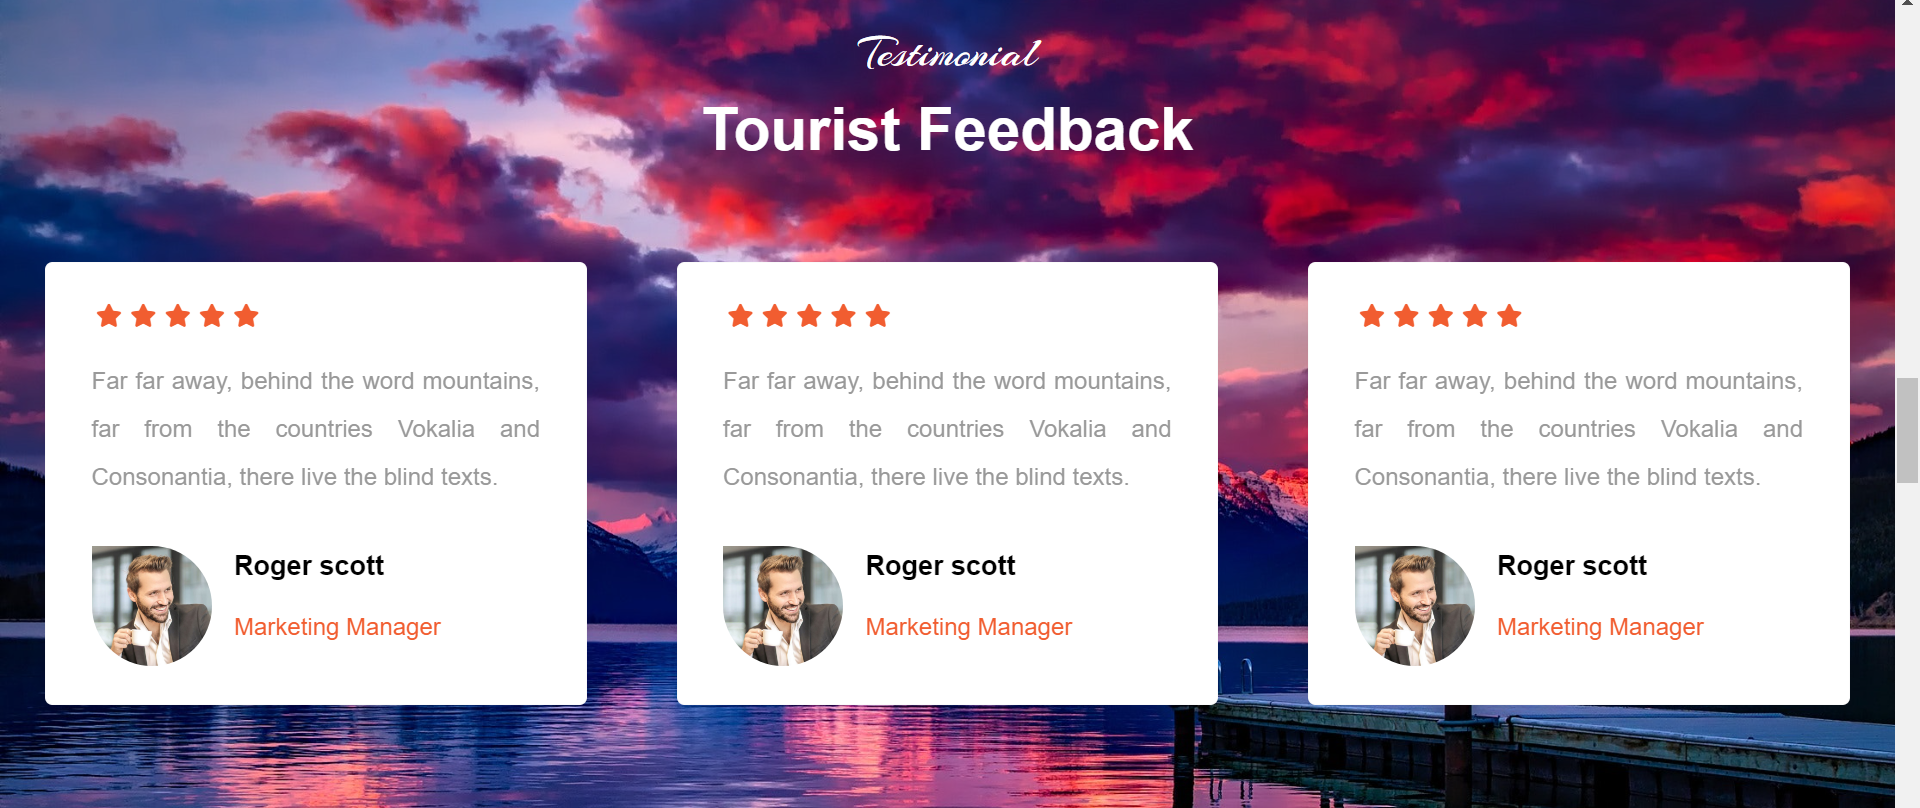 Testimonial
Tourist Feedback
Far far away, behind the word mountains,
far from the countries Vokalia and
Consonantia, there live the blind texts.
Roger scott
Marketing Manager
Far far away, behind the word mountains,
far from the countries Vokalia and
Consonantia, there live the blind texts.
Roger scott
Marketing Manager
Far far away, behind the word mountains,
far from the countries Vokalia and
Consonantia, there live the blind texts.
Roger scott
Marketing Manager